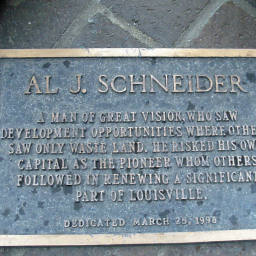 AL J. SCHNEIDER
A MAN OF GREAT VISION, WHO SAW
DEVELOPMENT OPPORTUNITIES WHERE OTHE
SAW ONLY WASTE LAND. HE RISKED HIS OW
CAPITAL AS THE PIONEER WHOM OTHERS
FOLLOWED IN RENEWING A SIGNIFICAN
PART OF LOUISVILLE.
DEDICATED MARCH 25, 1998